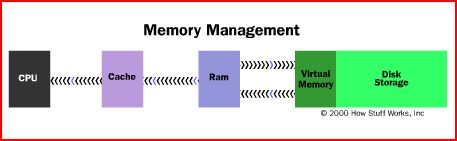 Memory Management
CPU
Cache
Ram
Virtual
Memory
Disk
Storage
© 2000 How Stuff Works, Inc